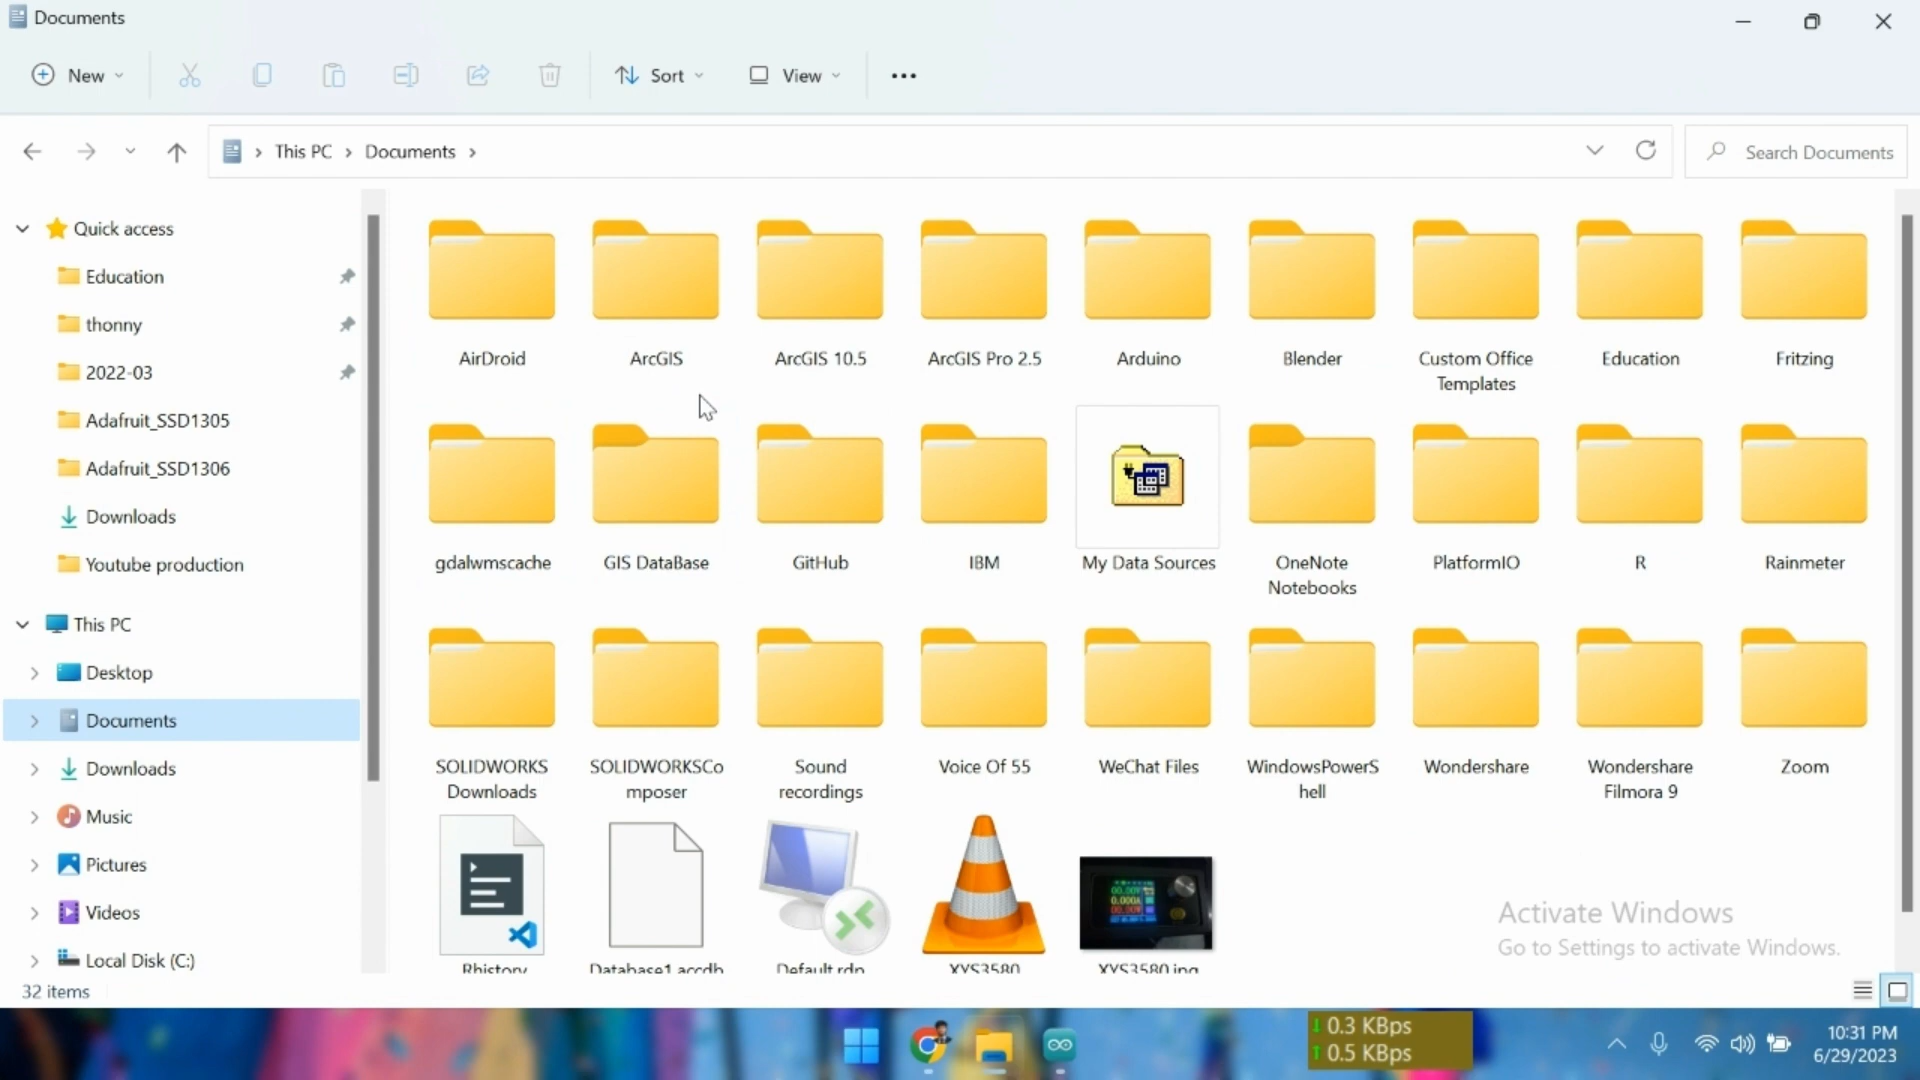 Documents
New
Sort
View
This PC
Documents
Search Documents
Quick access
Education
thonny
2022-03
Adafruit_SSD1305
Adafruit_SSD1306
Downloads
Youtube production
This PC
Desktop
Documents
Downloads
Music
Pictures
Videos
Local Disk (C:)
AirDroid
ArcGIS
ArcGIS 10.5
ArcGIS Pro 2.5
Arduino
Blender
Custom Office
Templates
Education
Fritzing
gdalwmscache
GIS DataBase
GitHub
IBM
My Data Sources
OneNote
Notebooks
PlatformIO
R
Rainmeter
SOLIDWORKS
Downloads
SOLIDWORKSCo
mposer
Sound
recordings
Voice Of 55
WeChat Files
WindowsPowerS
hell
Wondershare
Wondershare
Filmora 9
Zoom
Rhistory
Database1.accdb
Default.rdp
XYS3580
XYS3580.jpg
Activate Windows
Go to Settings to activate Windows.
32 items
0.3 KBps
0.5 KBps
10:31 PM
6/29/2023